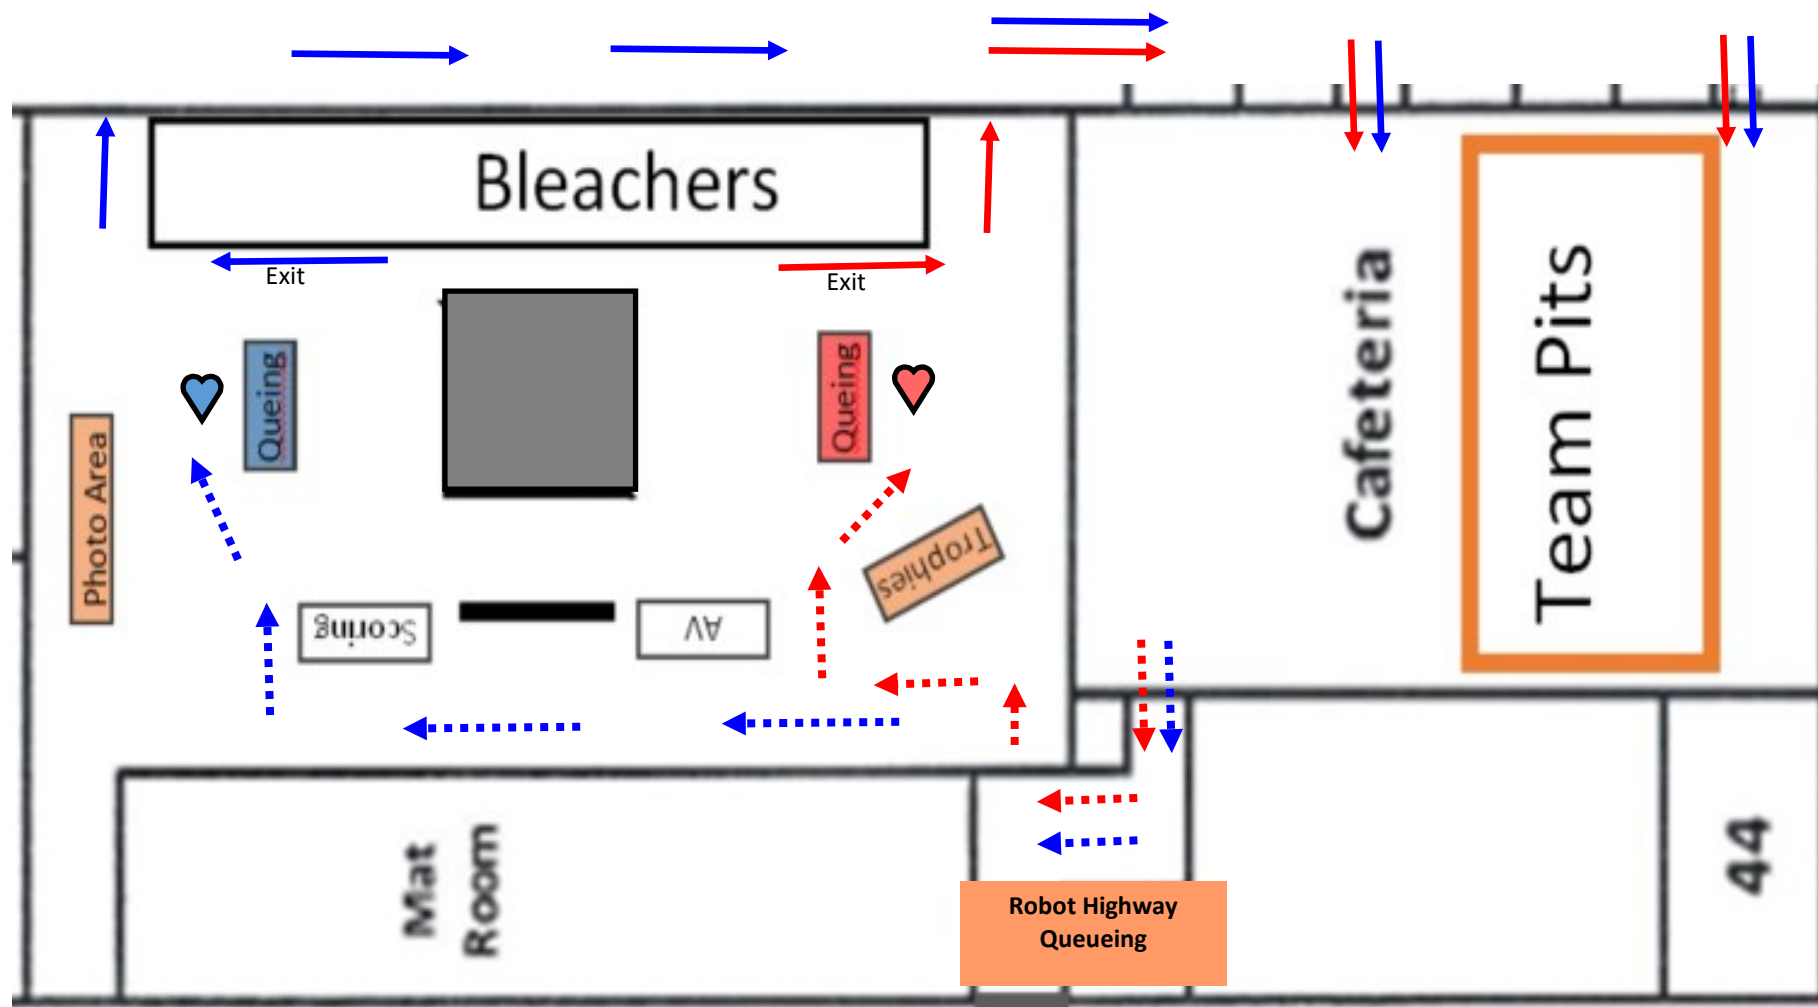 Bleachers
Exit
Exit
Queing
Queing
Photo Area
Trophies
Scoring
AV
Cafeteria
Team Pits
Mat
Room
44
Robot Highway
Queueing